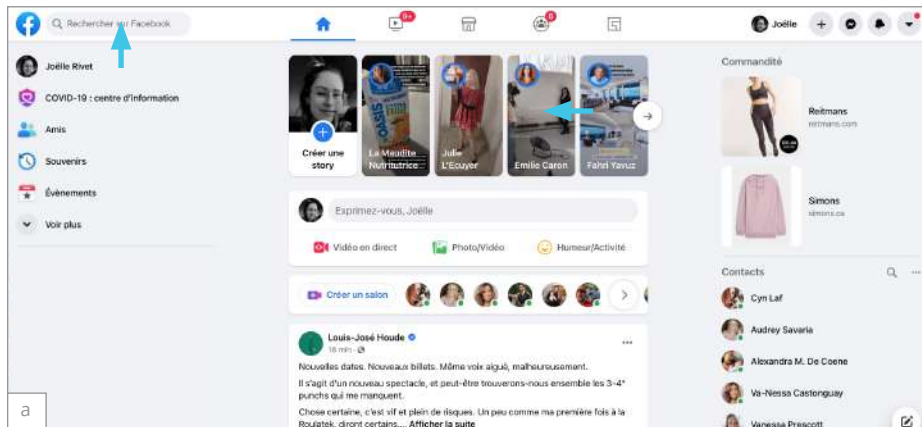 Rechercher sur Facebook
9+
6
Joëlle
Joëlle Rivet
COVID-19 : centre d'information
Amis
Souvenirs
Évènements
Voir plus
Créer une
story
La Maudite
Nutritutrice
Julie
L'Ecuyer
Emilie Caron
Fahri Yavuz
Exprimez-vous, Joëlle
Vidéo en direct
Photo/Vidéo
Humeur/Activité
Créer un salon
Louis-José Houde
18 min
Nouvelles dates. Nouveaux billets. Même voix aiguë, malheureusement.
Il s'agit d'un nouveau spectacle, et peut-être trouverons-nous ensemble les 3-4"
punchs qui me manquent.
Chose certaine, c'est vif et plein de risques. Un peu comme ma première fois à la
Roulatek, diront certains.... Afficher la suite
Commandité
Reitmans
reitmans.com
Simons
simons.ca
Contacts
Cyn Laf
Audrey Savaria
Alexandra M. De Coene
Va-Nessa Castonguay
Vanessa Prescott
a